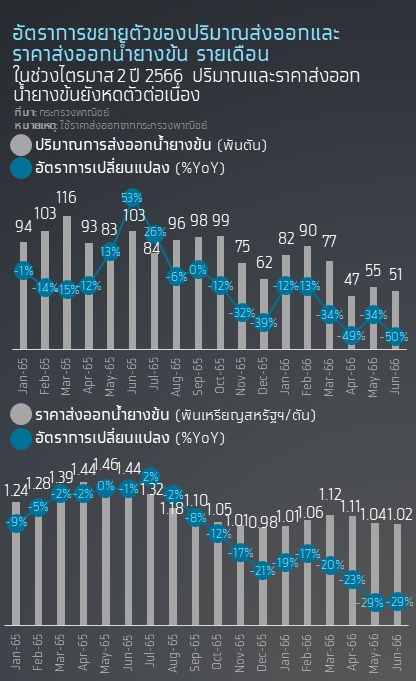 อัตราการขยายตัวของปริมาณส่งออกและ
ราคาส่งออกน้ำยางข้น รายเดือน
ในช่วงไตรมาส 2 ปี 2566 ปริมาณและราคาส่งออก
น้ำยางข้นยังหดตัวต่อเนื่อง
ที่มา: กระทรวงพาณิชย์
หมายเหตุ: ใช้ราคาส่งออกจากกระทรวงพาณิชย์
ปริมาณการส่งออกน้ำยางข้น (พันตัน)
อัตราการเปลี่ยนแปลง (%YoY)
94 103 116 93 83 103 84 96 98 99 75 62 82 90 77 47 55 51
-1% -14% -15% -12% 13% 53% 26% -6% 0% -12% -32% -39% -12% -13% -34% -49% -34% -50%
Jan-65 Feb-65 Mar-65 Apr-65 May-65 Jun-65 Jul-65 Aug-65 Sep-65 Oct-65 Nov-65 Dec-65 Jan-66 Feb-66 Mar-66 Apr-66 May-66 Jun-66
ราคาส่งออกน้ำยางข้น (พันเหรียญสหรัฐฯ/ตัน)
อัตราการเปลี่ยนแปลง (%YoY)
1.24 1.28 1.39 1.44 1.46 1.44 1.32 1.18 1.10 1.05 1.01 0.98 1.01 1.06 1.12 1.11 1.04 1.02
-9% -5% -2% -2% 0% -1% 2% -2% -8% -12% -17% -21% -19% -17% -20% -23% -29% -29%
Jan-65 Feb-65 Mar-65 Apr-65 May-65 Jun-65 Jul-65 Aug-65 Sep-65 Oct-65 Nov-65 Dec-65 Jan-66 Feb-66 Mar-66 Apr-66 May-66 Jun-66